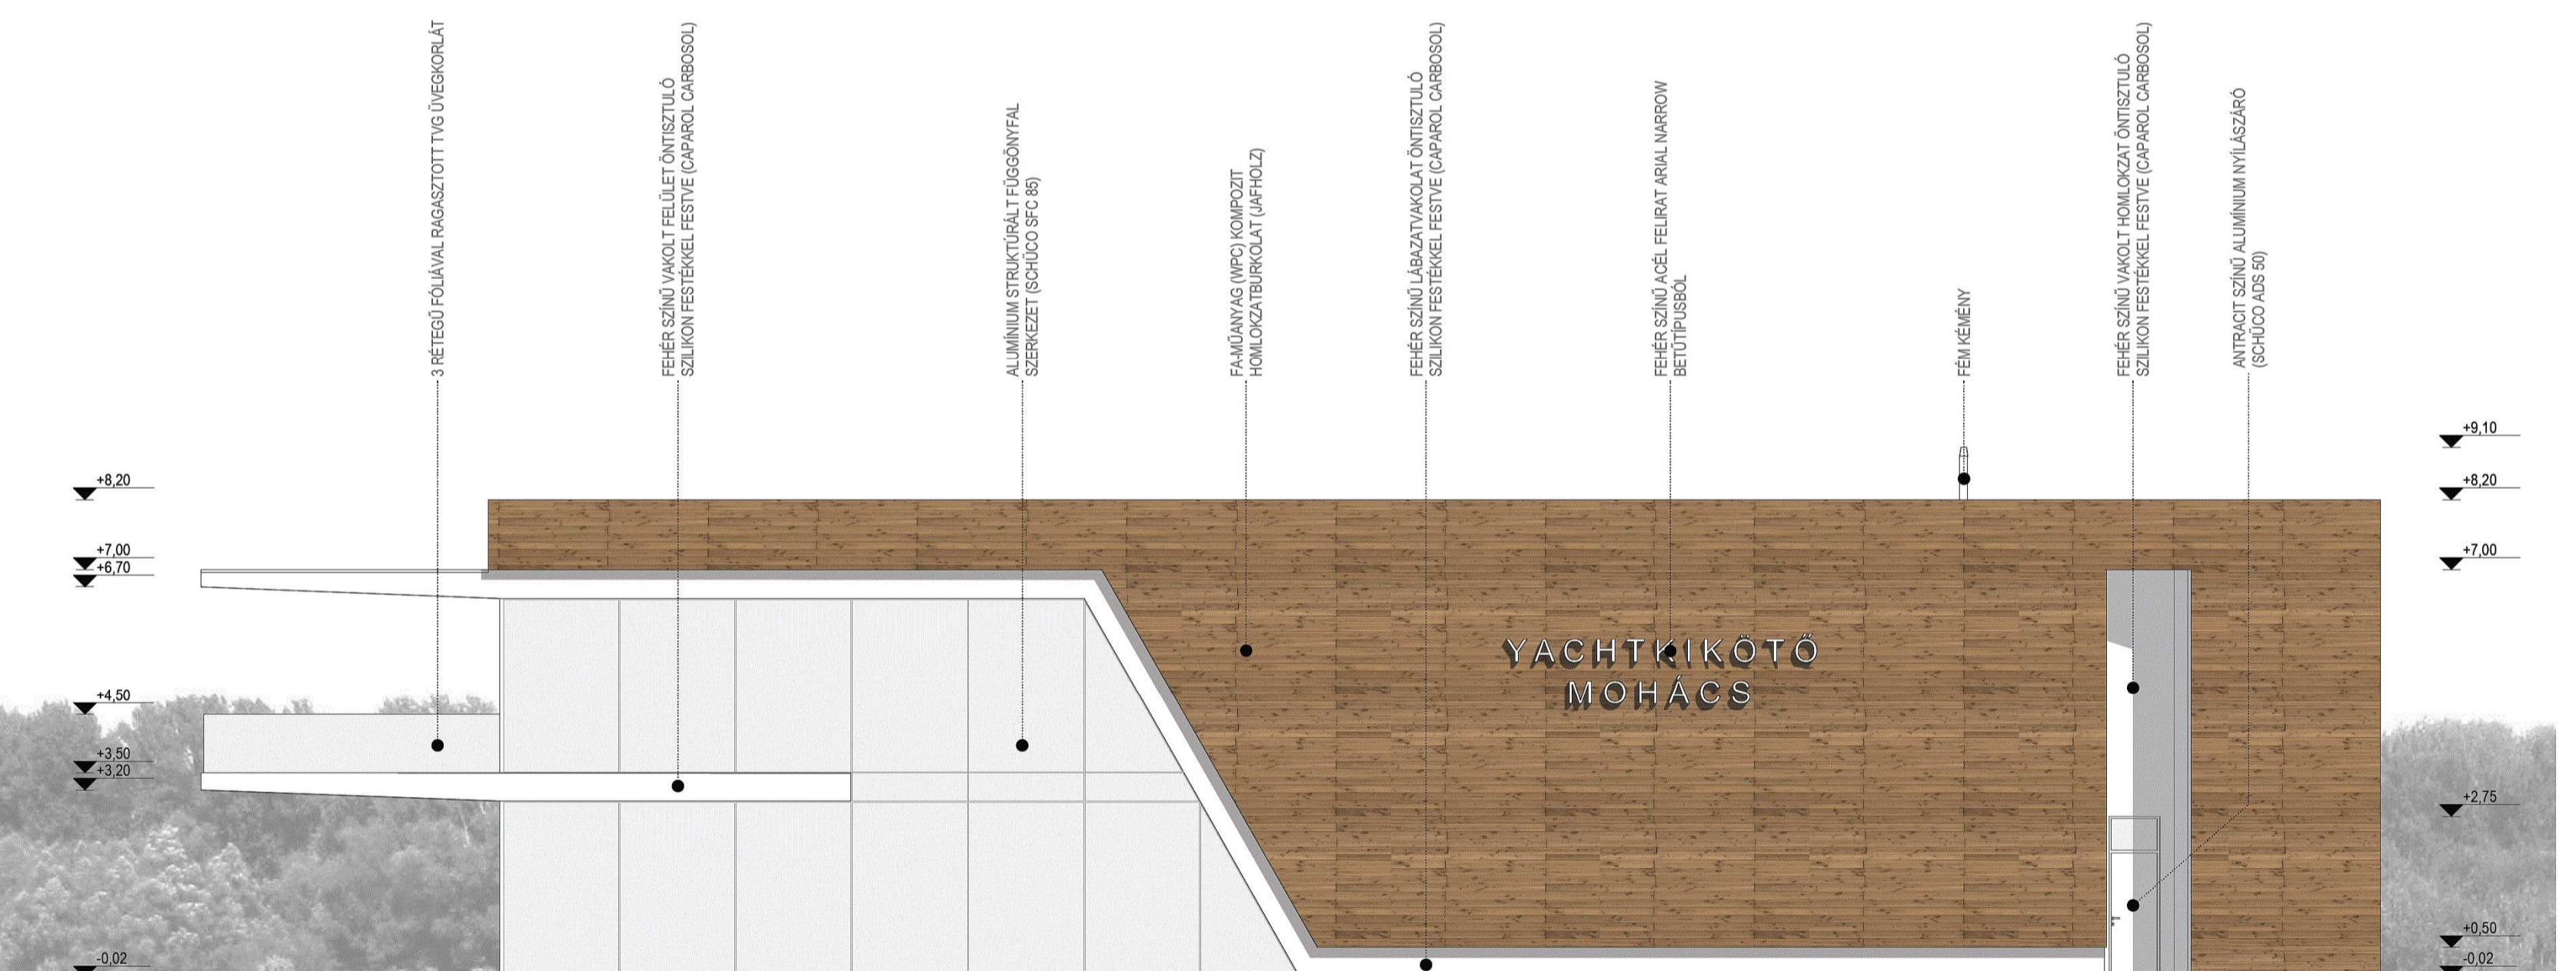 3 RÉTEGŰ FÓLIÁVAL RAGASZTOTT TVG ÜVEGKORLÁT
FEHÉR SZÍNŰ VAKOLT FELÜLET ÖNTISZTULÓ
SZILIKON FESTÉKKEL FESTVE (CAPAROL CARBOSOL)
ALUMÍNIUM STRUKTÚRÁLT FÜGGÖNYFAL
SZERKEZET (SCHÜCO SFC 85)
FA-MŰANYAG (WPC) KOMPOZIT
HOMLOKZATBURKOLAT (JAFHOLZ)
FEHÉR SZÍNŰ LÁBAZATVAKOLAT ÖNTISZTULÓ
SZILIKON FESTÉKKEL FESTVE (CAPAROL CARBOSOL)
FEHÉR SZÍNŰ ACÉL FELIRAT ARIAL NARROW
BETŰTÍPUSBÓL
FÉM KÉMÉNY
FEHÉR SZÍNŰ VAKOLT HOMLOKZAT ÖNTISZTULÓ
SZILIKON FESTÉKKEL FESTVE (CAPAROL CARBOSOL)
ANTRACIT SZÍNŰ ALUMÍNIUM NYÍLÁSZÁRÓ
(SCHÜCO ADS 50)
+8,20
+7,00
+6,70
+4,50
+3,50
+3,20
-0,02
YACHTKIKÖTŐ
MOHÁCS
+9,10
+8,20
+7,00
+2,75
+0,50
-0,02